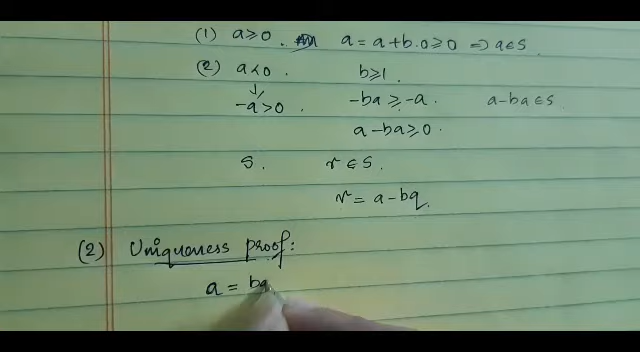 (1) a≥0. a = a+b.0≥0 ⇒ a∈S.
(2) a<0. b≥1.
↓
-a>0. -ba ≥ -a. a-ba∈S.
a-ba≥0.
S. r∈S.
r = a-bq.
(2) Uniqueness proof:
a = bq